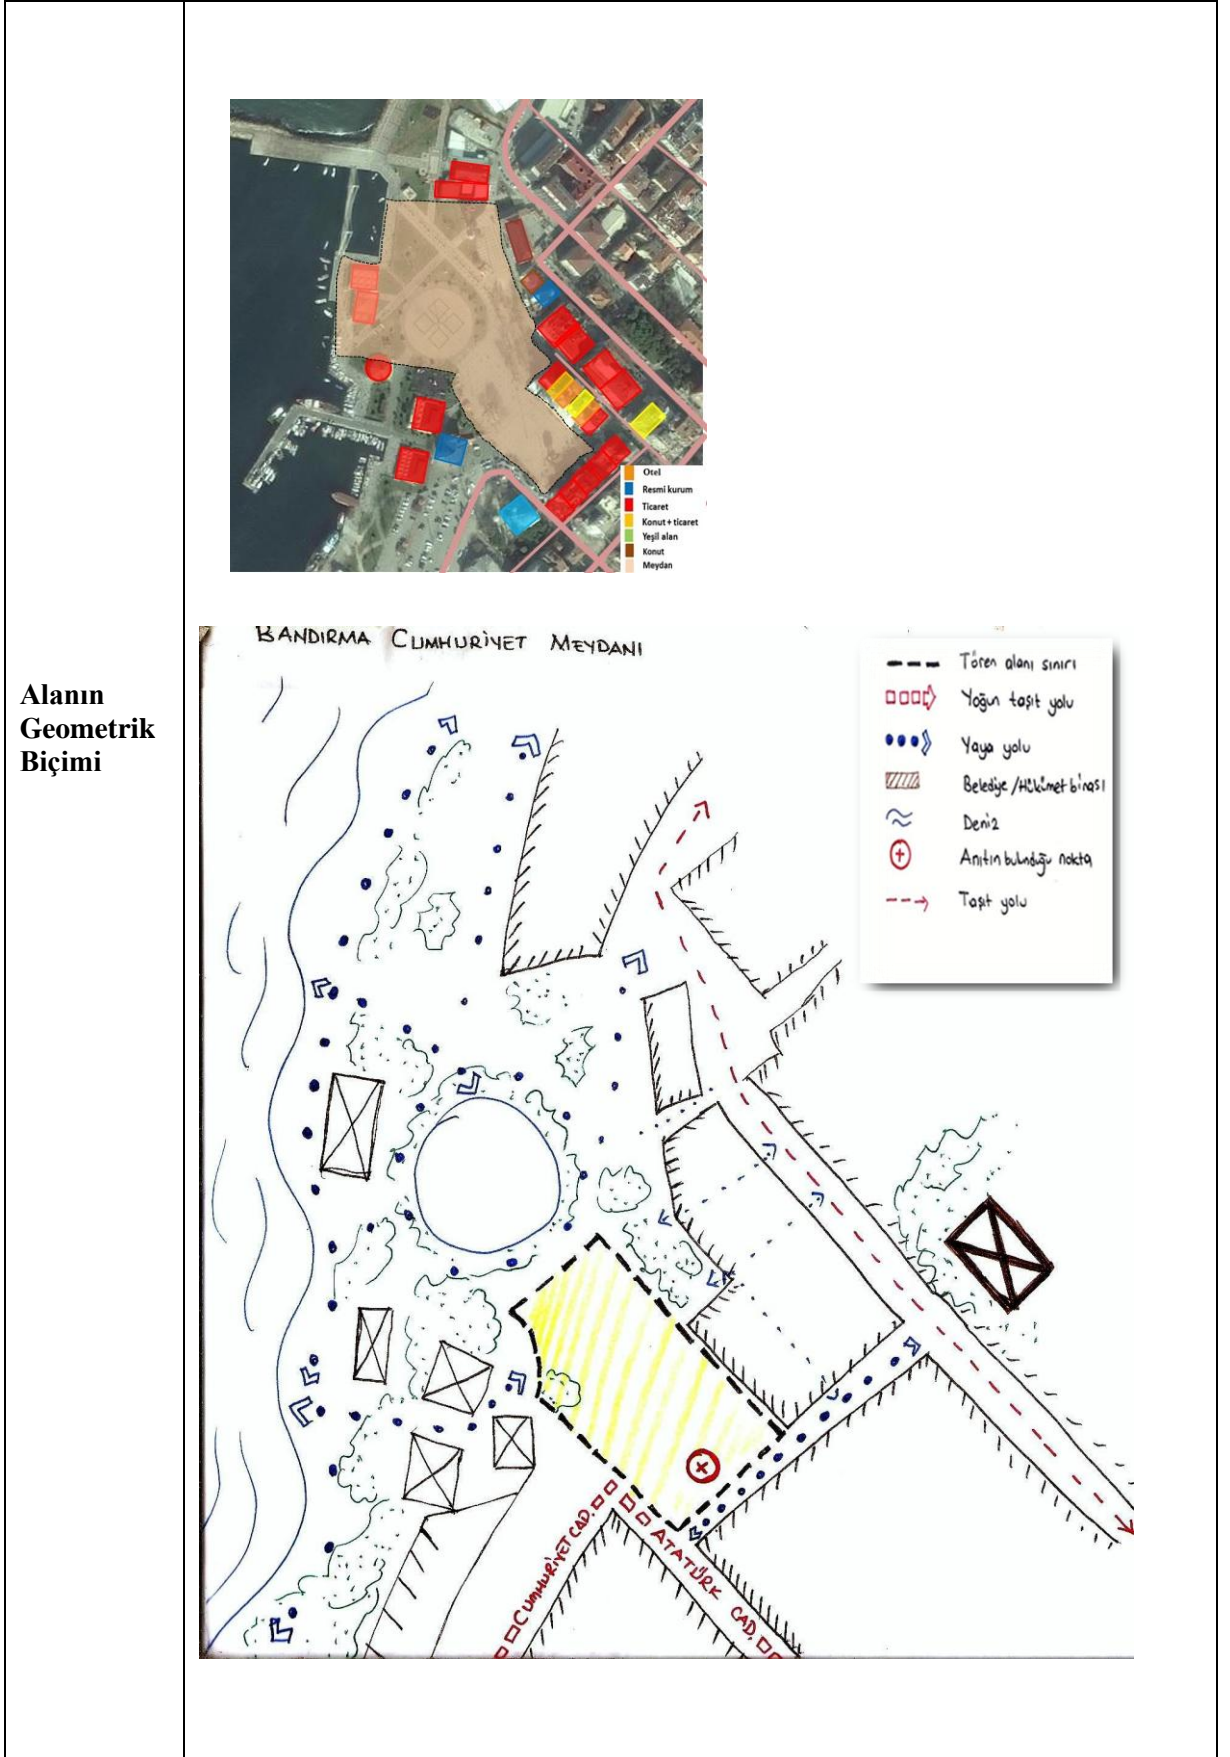 Alanın
Geometrik
Biçimi
Otel
Resmi kurum
Ticaret
Konut + ticaret
Yeşil alan
Konut
Meydan
BANDIRMA CUMHURİYET MEYDANI
Tören alanı sınırı
Yoğun taşıt yolu
Yaya yolu
Belediye/Hükümet binası
Deniz
Anıtın bulunduğu nokta
Taşıt yolu
CUMHURİYET CAD.
ATATÜRK CAD.